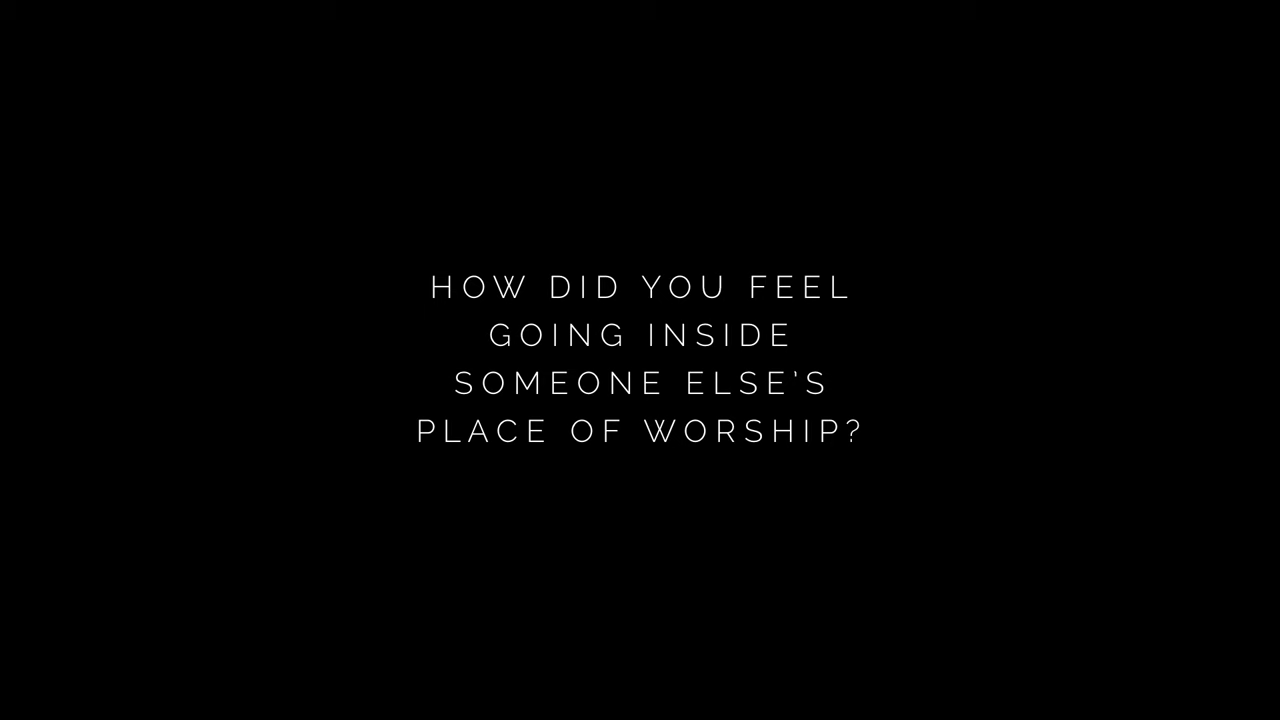 HOW DID YOU FEEL
GOING INSIDE
SOMEONE ELSE'S
PLACE OF WORSHIP?